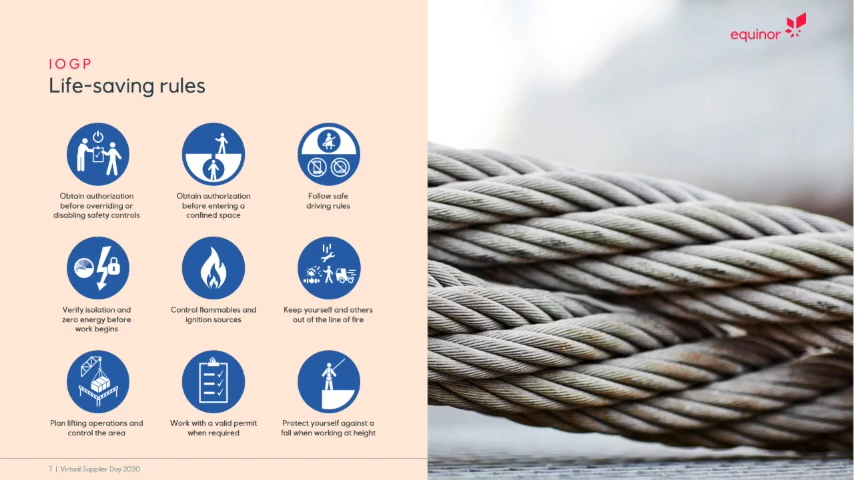 equinor
IOGP
Life-saving rules
Obtain authorization
before overriding or
disabling safety controls
Obtain authorization
before entering a
confined space
Follow safe
driving rules
Verify isolation and
zero energy before
work begins
Control flammables and
ignition sources
Keep yourself and others
out of the line of fire
Plan lifting operations and
control the area
Work with a valid permit
when required
Protect yourself against a
fall when working at height
7 | Virtual Supplier Day 2020